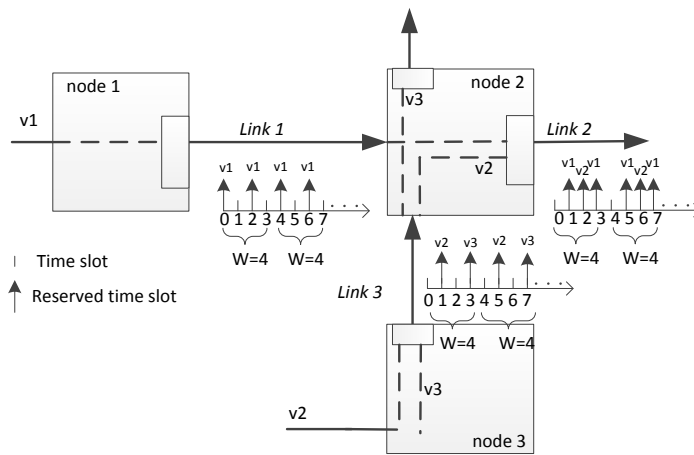 node 1
node 2
v1
v3
Link 1
Link 2
v2
v1 v1 v1 v1
0 1 2 3 4 5 6 7 ....
W=4 W=4
v1 v2 v1 v1 v2 v1
0 1 2 3 4 5 6 7 ....
W=4 W=4
Time slot
Reserved time slot
Link 3
v2 v3 v2 v3
0 1 2 3 4 5 6 7 ....
W=4 W=4
v3
v2
node 3